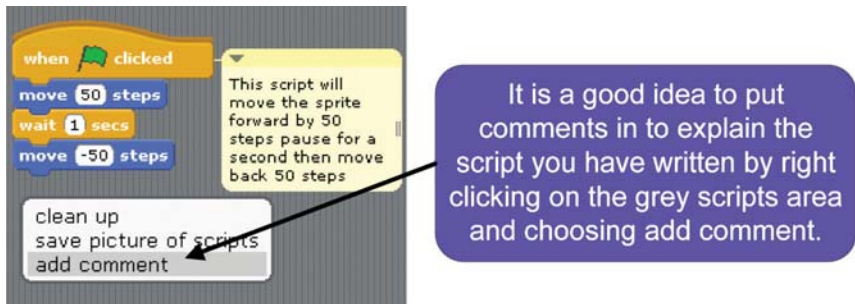 when clicked
move 50 steps
wait 1 secs
move -50 steps
This script will
move the sprite
forward by 50
steps pause for a
second then move
back 50 steps
clean up
save picture of scripts
add comment
It is a good idea to put
comments in to explain the
script you have written by right
clicking on the grey scripts area
and choosing add comment.